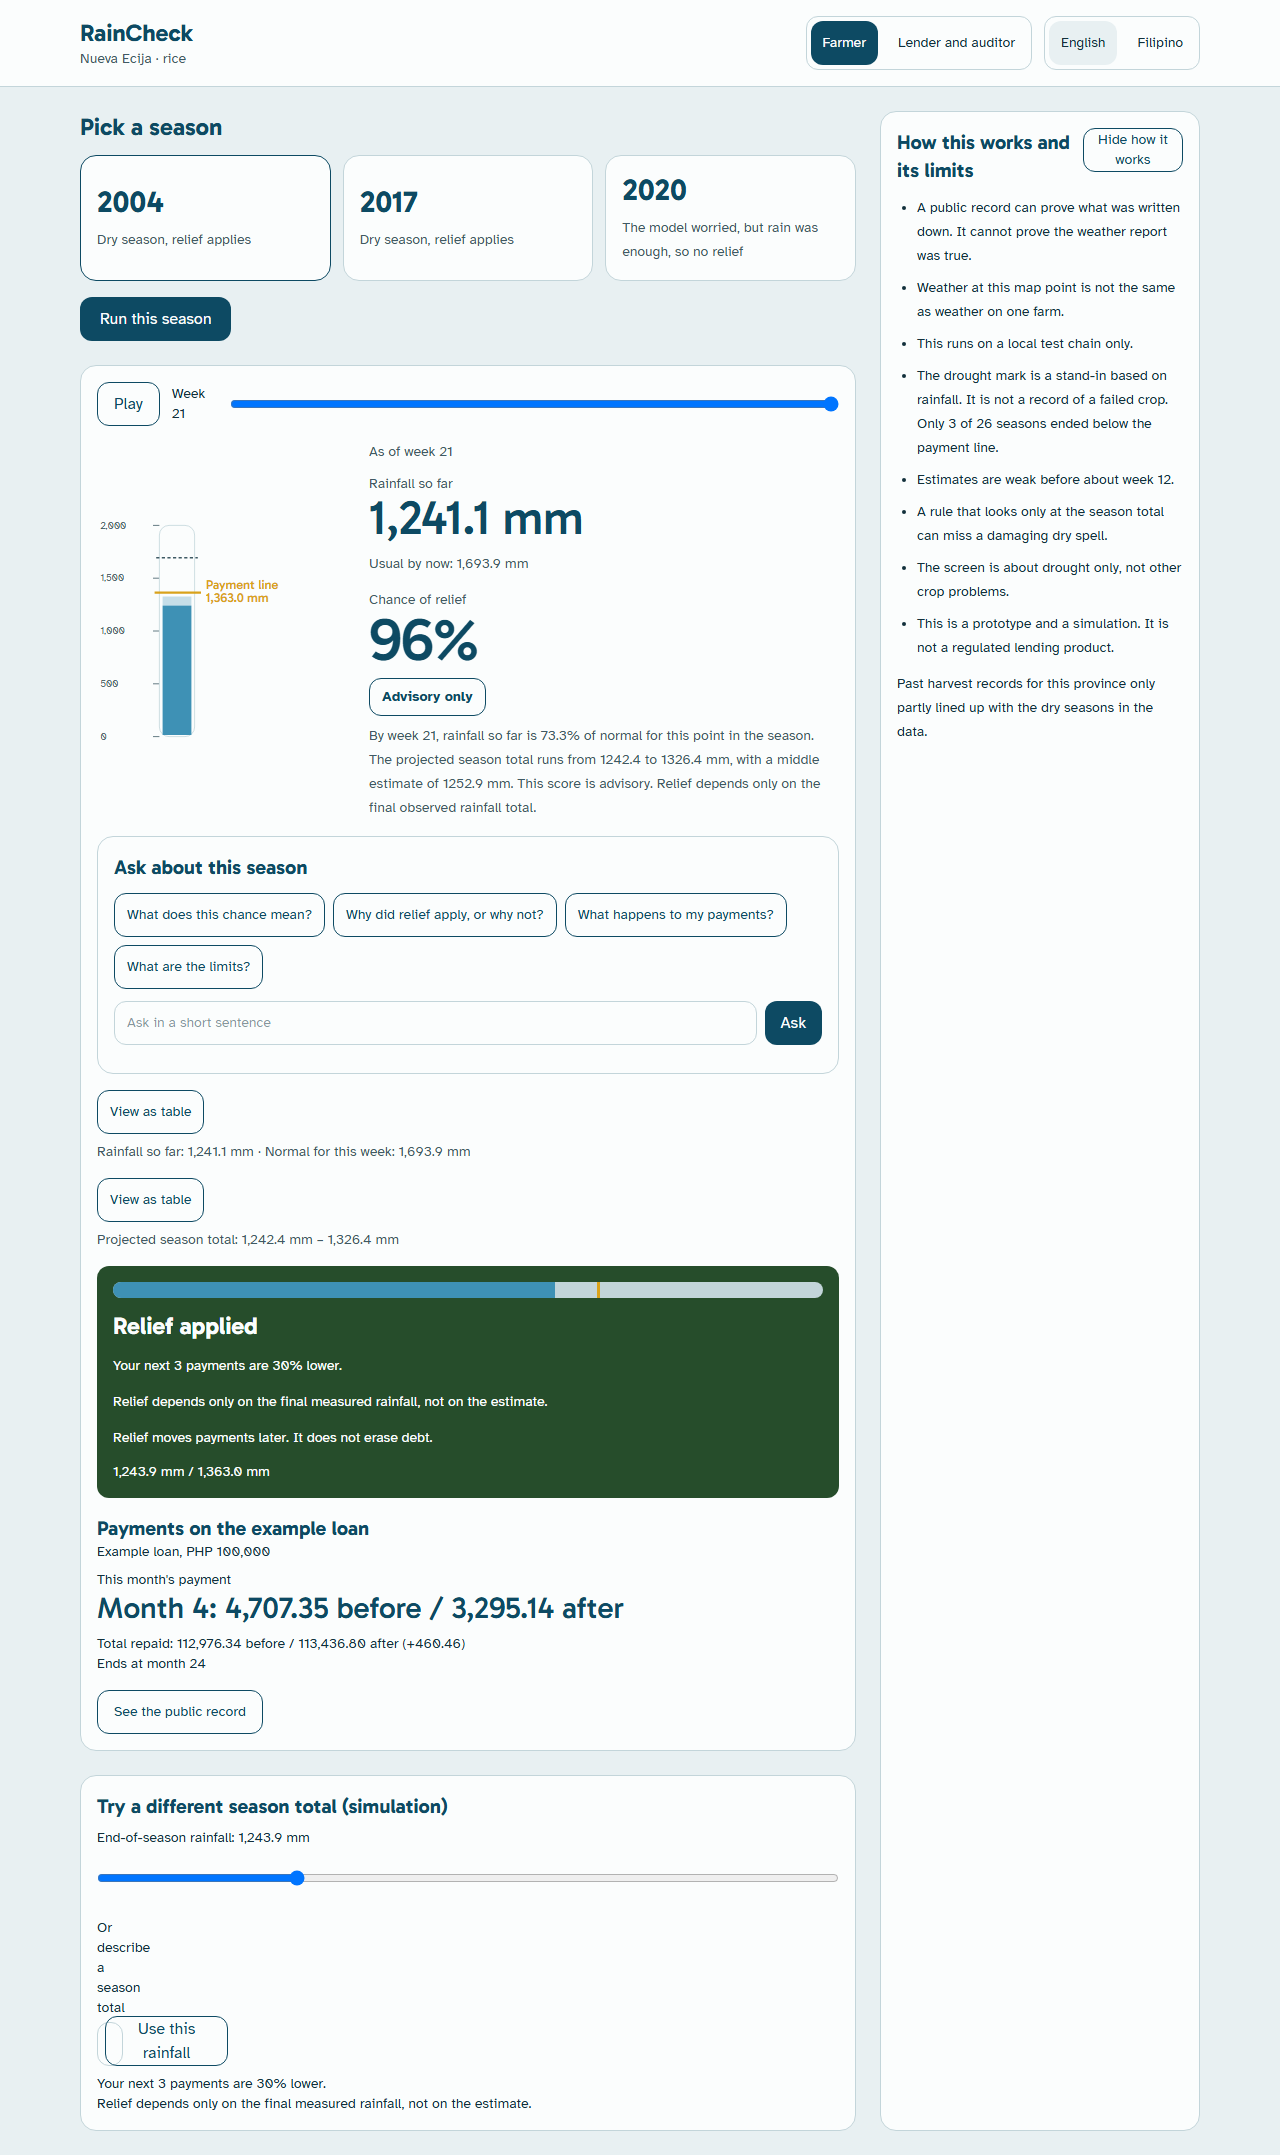 RainCheck
Nueva Ecija · rice
Farmer
Lender and auditor
English
Filipino
Pick a season
2004
Dry season, relief applies
2017
Dry season, relief applies
2020
The model worried, but rain was
enough, so no relief
Run this season
Play
Week
21
As of week 21
Rainfall so far
1,241.1 mm
Usual by now: 1,693.9 mm
Chance of relief
96%
Advisory only
By week 21, rainfall so far is 73.3% of normal for this point in the season.
The projected season total runs from 1242.4 to 1326.4 mm, with a middle
estimate of 1252.9 mm. This score is advisory. Relief depends only on the
final observed rainfall total.
2,000
1,500
1,000
500
0
Payment line
1,363.0 mm
Ask about this season
What does this chance mean?
Why did relief apply, or why not?
What happens to my payments?
What are the limits?
Ask in a short sentence
Ask
View as table
Rainfall so far: 1,241.1 mm · Normal for this week: 1,693.9 mm
View as table
Projected season total: 1,242.4 mm – 1,326.4 mm
Relief applied
Your next 3 payments are 30% lower.
Relief depends only on the final measured rainfall, not on the estimate.
Relief moves payments later. It does not erase debt.
1,243.9 mm / 1,363.0 mm
Payments on the example loan
Example loan, PHP 100,000
This month's payment
Month 4: 4,707.35 before / 3,295.14 after
Total repaid: 112,976.34 before / 113,436.80 after (+460.46)
Ends at month 24
See the public record
Try a different season total (simulation)
End-of-season rainfall: 1,243.9 mm
Or
describe
a
season
total
Use this
rainfall
Your next 3 payments are 30% lower.
Relief depends only on the final measured rainfall, not on the estimate.
How this works and
its limits
Hide how it
works
▪ A public record can prove what was written
down. It cannot prove the weather report
was true.
▪ Weather at this map point is not the same
as weather on one farm.
▪ This runs on a local test chain only.
▪ The drought mark is a stand-in based on
rainfall. It is not a record of a failed crop.
Only 3 of 26 seasons ended below the
payment line.
▪ Estimates are weak before about week 12.
▪ A rule that looks only at the season total
can miss a damaging dry spell.
▪ The screen is about drought only, not other
crop problems.
▪ This is a prototype and a simulation. It is
not a regulated lending product.
Past harvest records for this province only
partly lined up with the dry seasons in the
data.